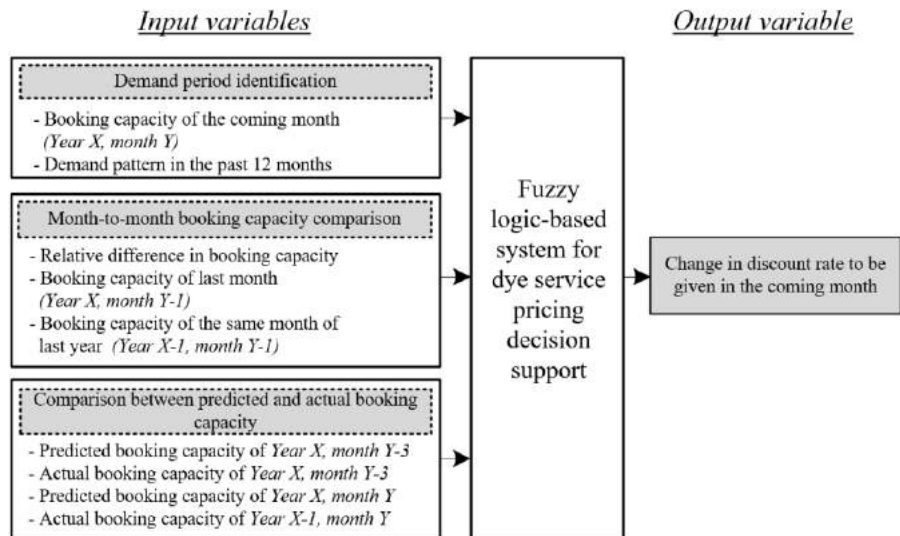 Input variables
Output variable
Demand period identification
- Booking capacity of the coming month
(Year X, month Y)
- Demand pattern in the past 12 months
Month-to-month booking capacity comparison
- Relative difference in booking capacity
- Booking capacity of last month
(Year X, month Y-1)
- Booking capacity of the same month of
last year (Year X-1, month Y-1)
Comparison between predicted and actual booking
capacity
- Predicted booking capacity of Year X, month Y-3
- Actual booking capacity of Year X, month Y-3
- Predicted booking capacity of Year X, month Y
- Actual booking capacity of Year X-1, month Y
Fuzzy
logic-based
system for
dye service
pricing
decision
support
Change in discount rate to be
given in the coming month